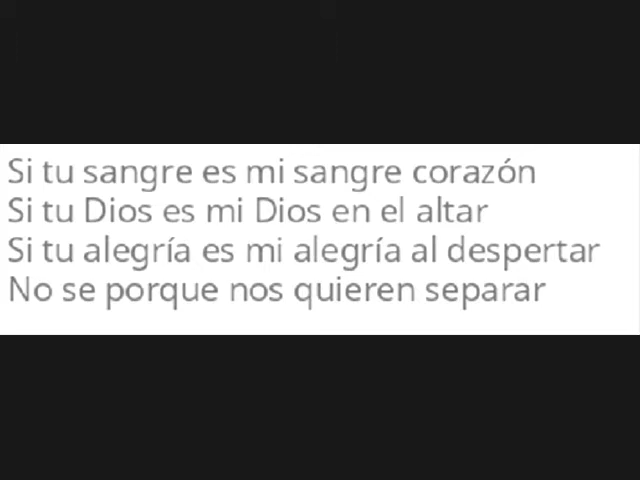 Si tu sangre es mi sangre corazón
Si tu Dios es mi Dios en el altar
Si tu alegría es mi alegría al despertar
No se porque nos quieren separar